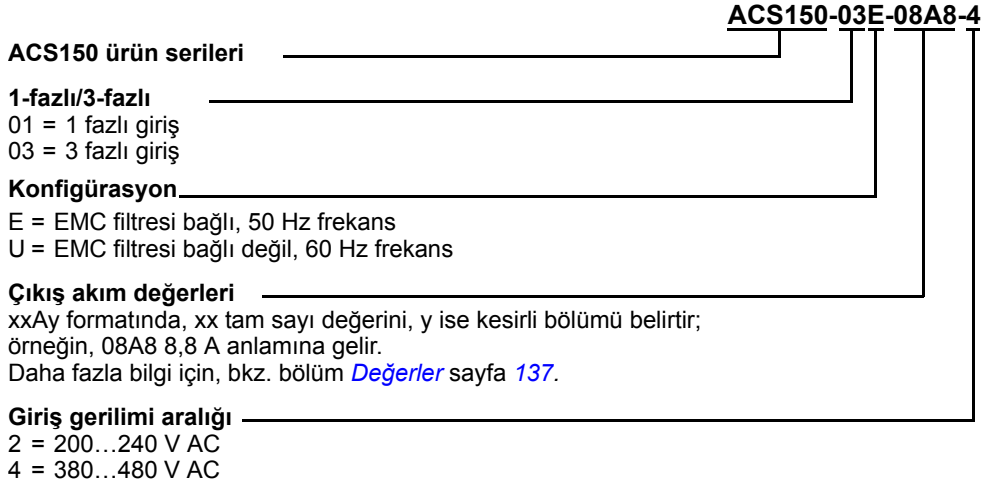 ACS150-03E-08A8-4
ACS150 ürün serileri
1-fazlı/3-fazlı
01 = 1 fazlı giriş
03 = 3 fazlı giriş
Konfigürasyon
E = EMC filtresi bağlı, 50 Hz frekans
U = EMC filtresi bağlı değil, 60 Hz frekans
Çıkış akım değerleri
xxAy formatında, xx tam sayı değerini, y ise kesirli bölümü belirtir;
örneğin, 08A8 8,8 A anlamına gelir.
Daha fazla bilgi için, bkz. bölüm Değerler sayfa 137.
Giriş gerilimi aralığı
2 = 200…240 V AC
4 = 380…480 V AC